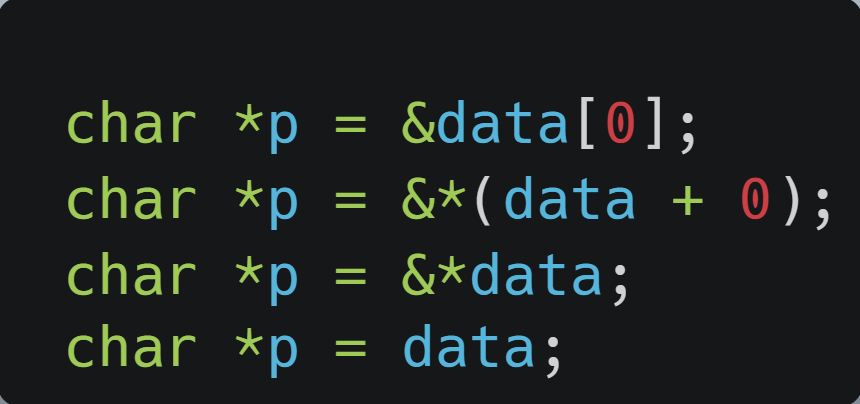 char *p = &data[0];
char *p = &*(data + 0);
char *p = &*data;
char *p = data;